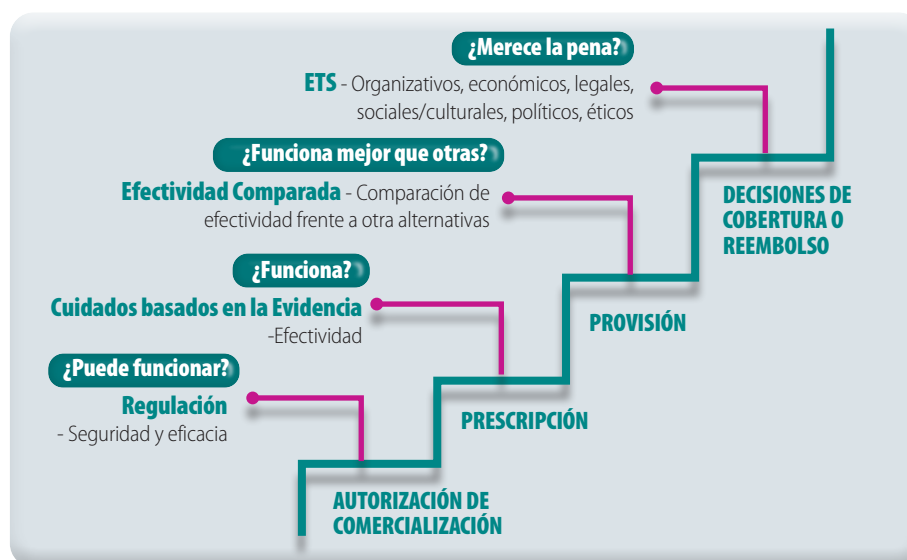 ¿Merece la pena?
ETS - Organizativos, económicos, legales,
sociales/culturales, políticos, éticos
¿Funciona mejor que otras?
Efectividad Comparada - Comparación de
efectividad frente a otra alternativas
DECISIONES DE
COBERTURA O
REEMBOLSO
¿Funciona?
Cuidados basados en la Evidencia
-Efectividad
PROVISIÓN
¿Puede funcionar?
Regulación
- Seguridad y eficacia
PRESCRIPCIÓN
AUTORIZACIÓN DE
COMERCIALIZACIÓN